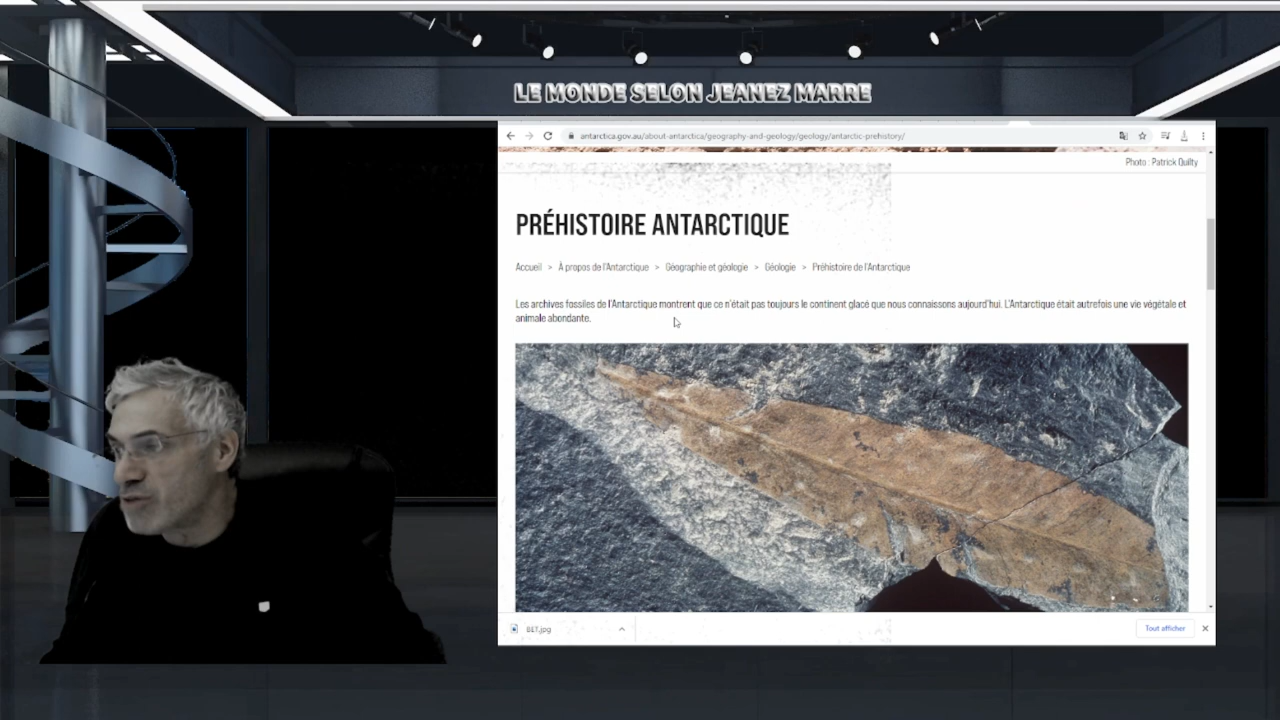 LE MONDE SELON JEANEZ MARRE
antarctica.gov.au/about-antarctica/geography-and-geology/geology/antarctic-prehistory/
Photo : Patrick Quilty
PRÉHISTOIRE ANTARCTIQUE
Accueil > À propos de l'Antarctique > Géographie et géologie > Géologie > Préhistoire de l'Antarctique
Les archives fossiles de l'Antarctique montrent que ce n'était pas toujours le continent glacé que nous connaissons aujourd'hui. L'Antarctique était autrefois une vie végétale et
animale abondante.
BET.jpg
Tout afficher